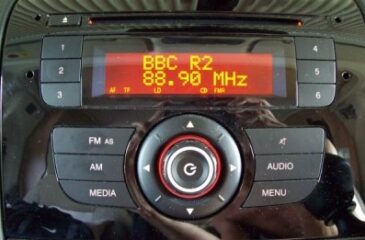 1
2
3
BBC R2
88.90 MHz
AF TP LD CD FMA
4
5
6
FM AS
AM
MEDIA
AUDIO
MENU